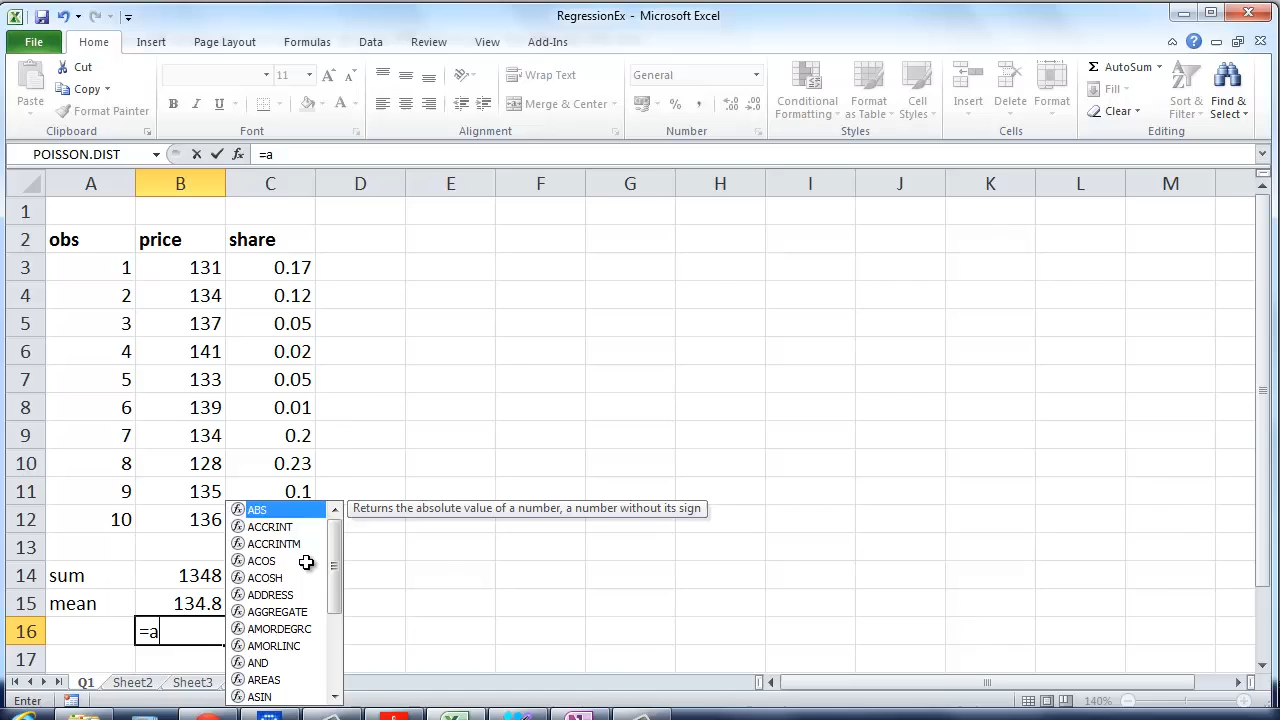 RegressionEx - Microsoft Excel
File Home Insert Page Layout Formulas Data Review View Add-Ins
Paste
Cut
Copy
Format Painter
Clipboard
11
B I U A
Font
Wrap Text
Merge & Center
Alignment
General
$ % ,
Number
Conditional Formatting
Format as Table
Cell Styles
Styles
Insert Delete Format
Cells
Σ AutoSum
Fill
Clear
Sort & Filter
Find & Select
Editing
POISSON.DIST fx =a
A B C D E F G H I J K L M
1
2 obs price share
3 1 131 0.17
4 2 134 0.12
5 3 137 0.05
6 4 141 0.02
7 5 133 0.05
8 6 139 0.01
9 7 134 0.2
10 8 128 0.23
11 9 135 0.1
12 10 136
13
14 sum 1348
15 mean 134.8
16 =a
17
ABS Returns the absolute value of a number, a number without its sign
ACCRINT
ACCRINTM
ACOS
ACOSH
ADDRESS
AGGREGATE
AMORDEGRC
AMORLINC
AND
AREAS
ASIN
Q1 Sheet2 Sheet3
Enter 140%